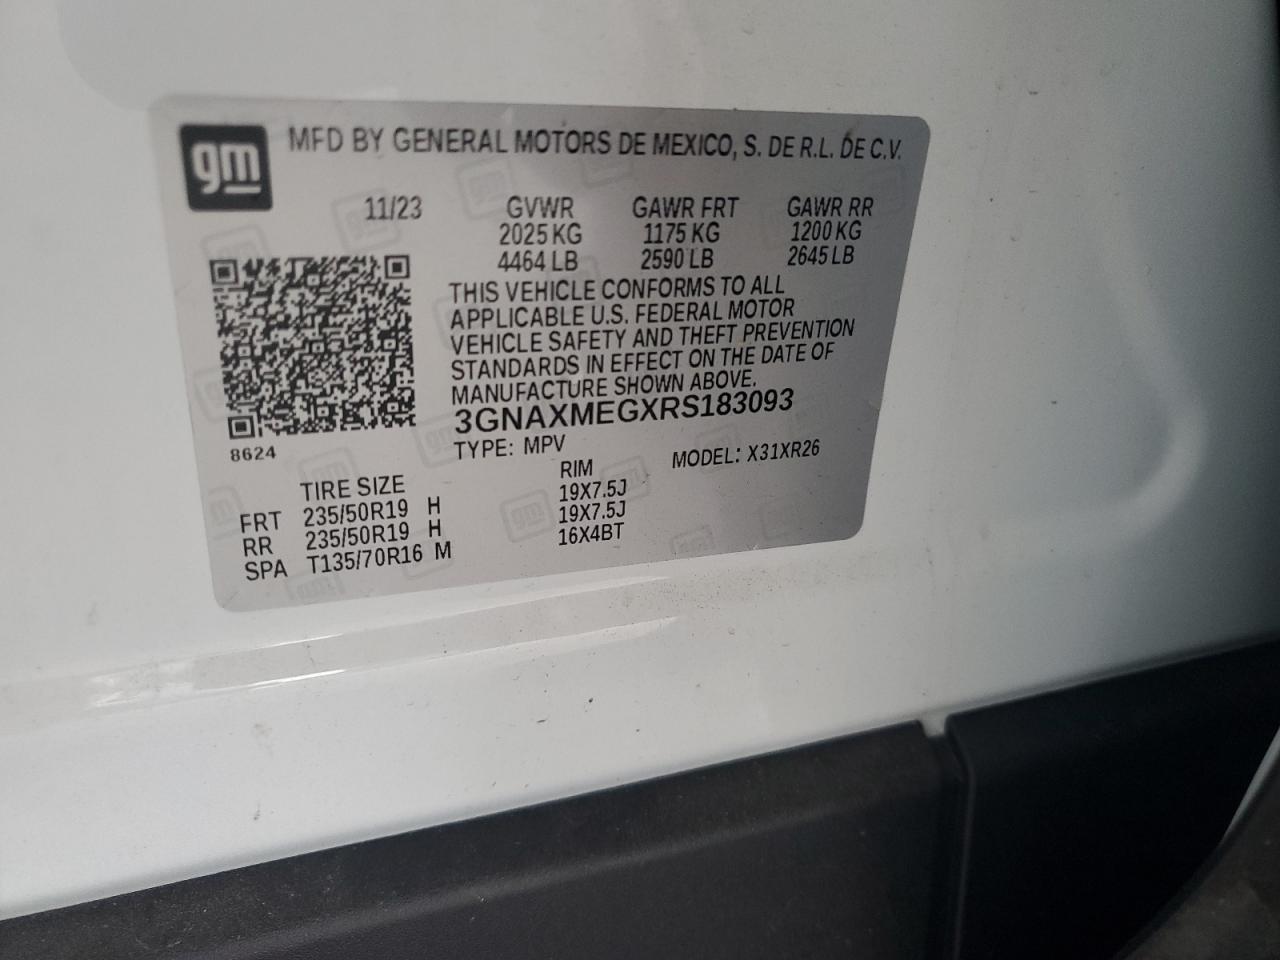 gm MFD BY GENERAL MOTORS DE MEXICO, S. DE R.L. DE C.V.
11/23 GVWR GAWR FRT GAWR RR
2025 KG 1175 KG 1200 KG
4464 LB 2590 LB 2645 LB
THIS VEHICLE CONFORMS TO ALL
APPLICABLE U.S. FEDERAL MOTOR
VEHICLE SAFETY AND THEFT PREVENTION
STANDARDS IN EFFECT ON THE DATE OF
MANUFACTURE SHOWN ABOVE.
3GNAXMEGXRS183093
8624 TYPE: MPV MODEL: X31XR26
TIRE SIZE RIM
FRT 235/50R19 H 19X7.5J
RR 235/50R19 H 19X7.5J
SPA T135/70R16 M 16X4BT